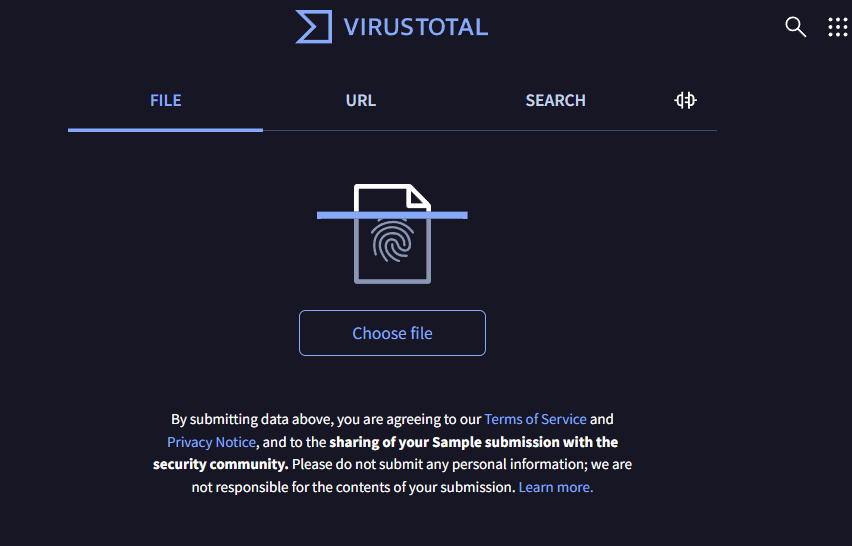 VIRUSTOTAL
FILE
URL
SEARCH
Choose file
By submitting data above, you are agreeing to our Terms of Service and
Privacy Notice, and to the sharing of your Sample submission with the
security community. Please do not submit any personal information; we are
not responsible for the contents of your submission. Learn more.